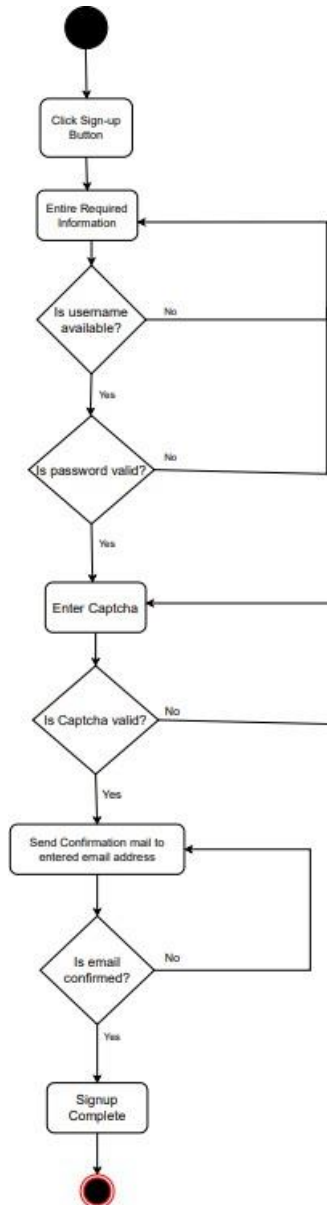 Click Sign-up
Button
Entire Required
Information
Is username
available?
No
Yes
Is password valid?
No
Yes
Enter Captcha
Is Captcha valid?
No
Yes
Send Confirmation mail to
entered email address
Is email
confirmed?
No
Yes
Signup
Complete